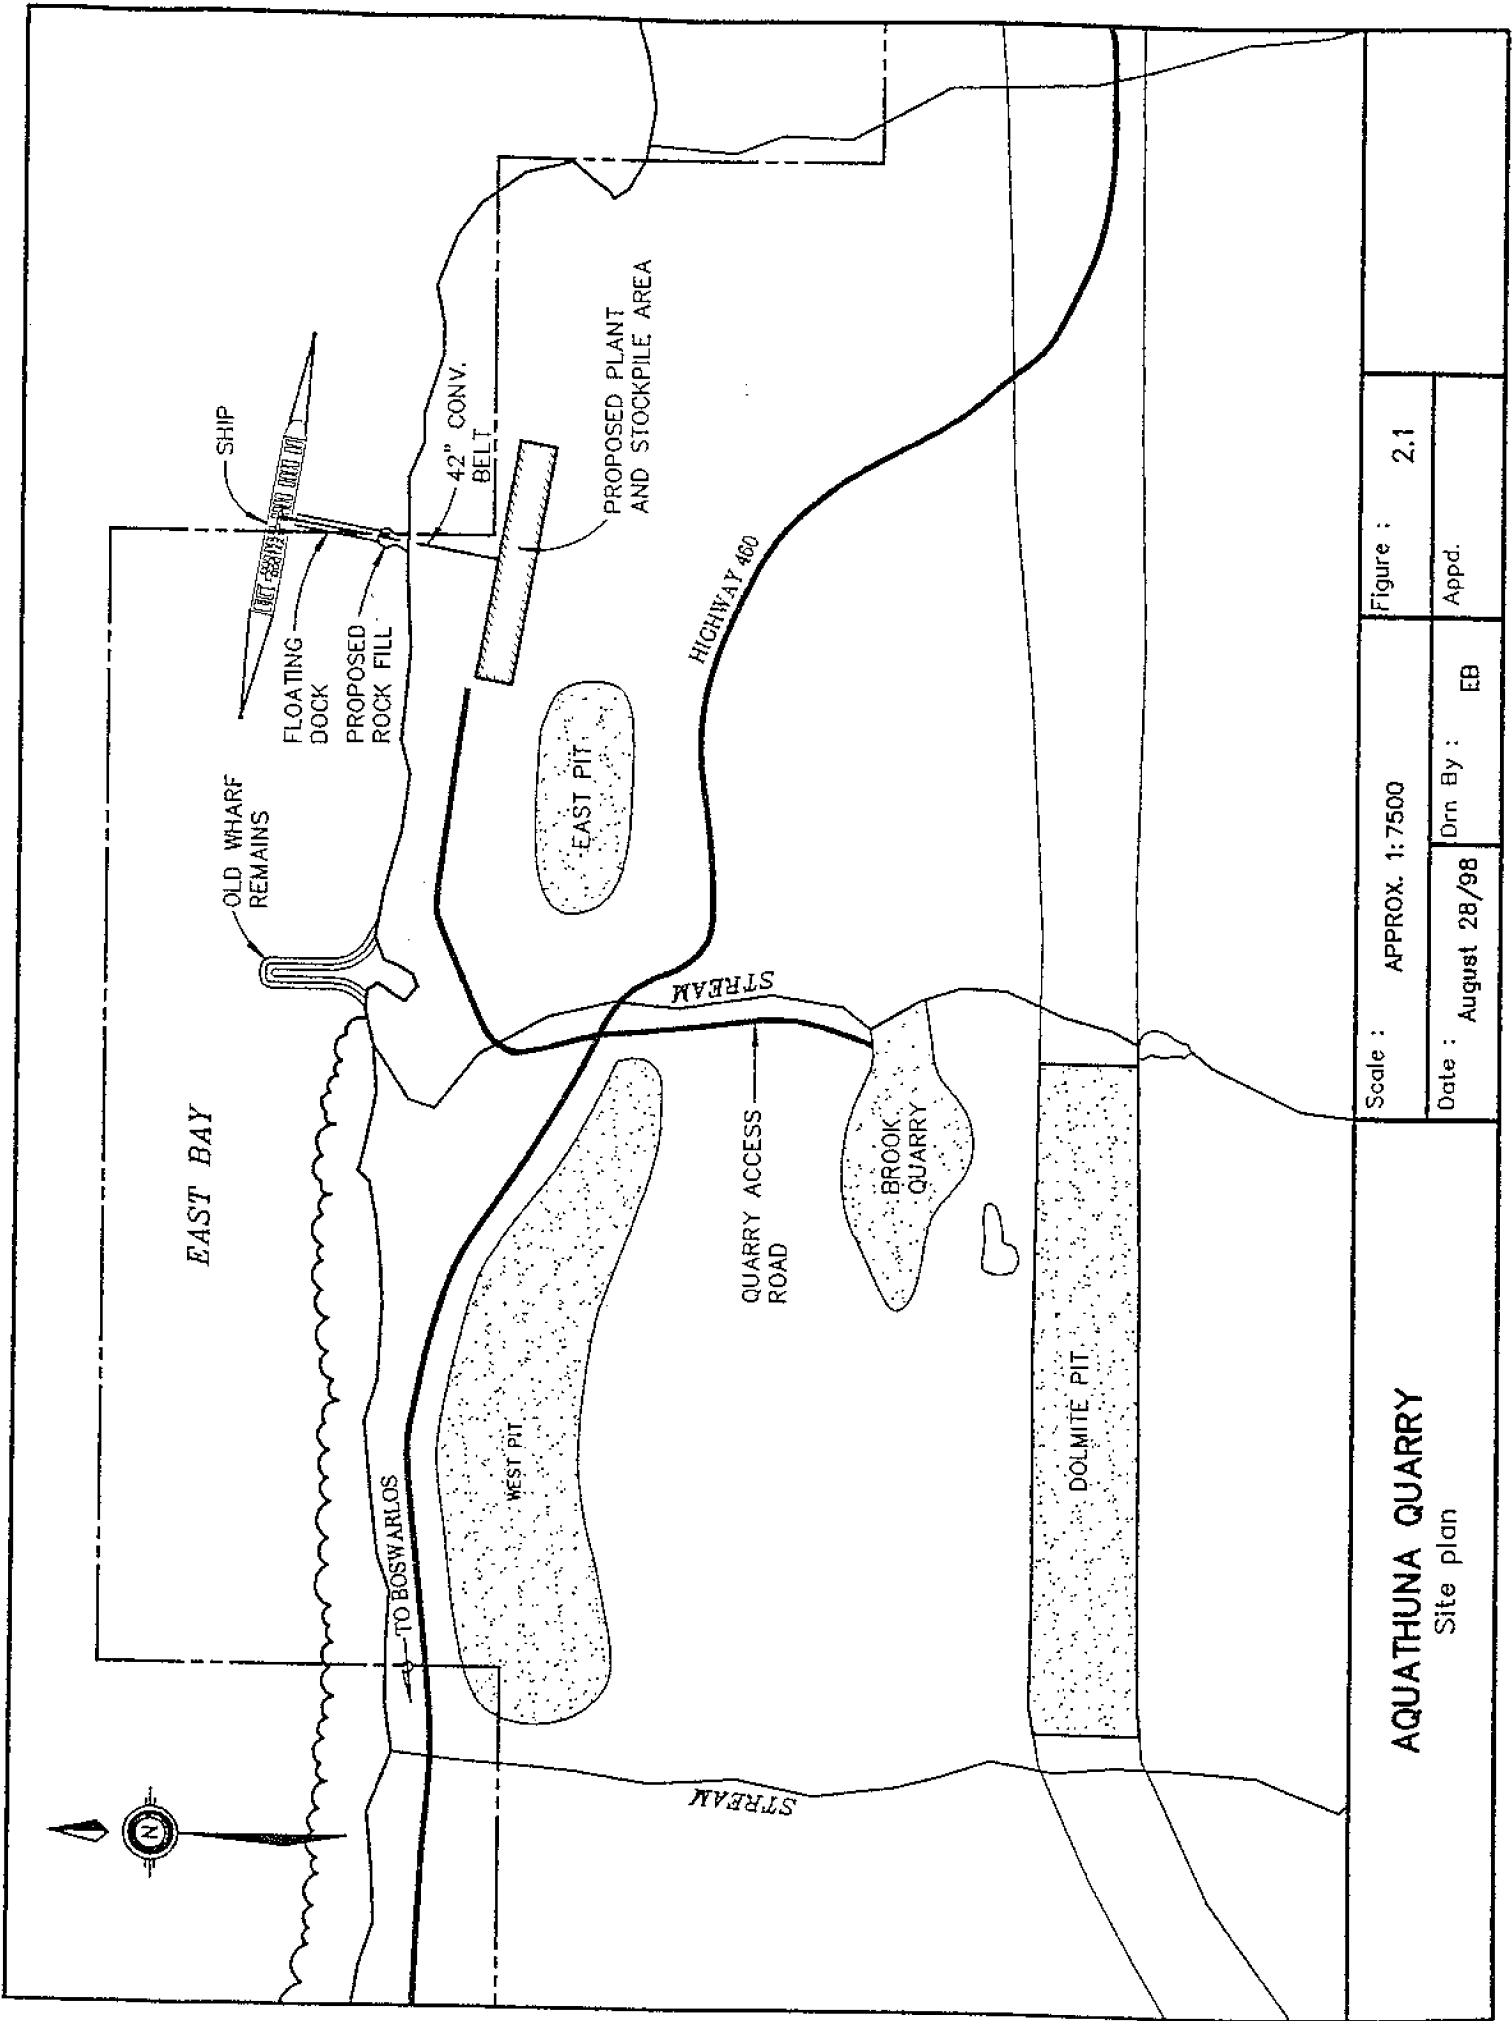 N
EAST BAY
OLD WHARF
REMAINS
SHIP
FLOATING
DOCK
PROPOSED
ROCK FILL
42" CONV.
BELT
PROPOSED PLANT
AND STOCKPILE AREA
TO BOSWARLOS
WEST PIT
EAST PIT
HIGHWAY 460
STREAM
STREAM
QUARRY ACCESS
ROAD
BROOK
QUARRY
DOLMITE PIT
AQUATHUNA QUARRY
Site plan
Scale : APPROX. 1:7500
Figure : 2.1
Date : August 28/98
Drn By : EB
Appd.